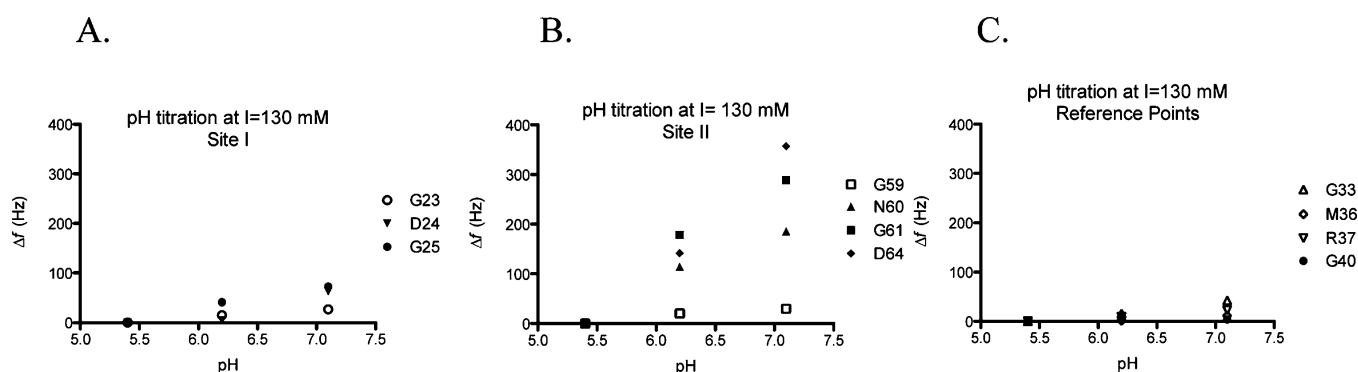 A.
pH titration at I=130 mM
Site I
400
300
200
100
0
5.0 5.5 6.0 6.5 7.0 7.5
pH
Δf (Hz)
G23
D24
G25
B.
pH titration at I= 130 mM
Site II
400
300
200
100
0
5.0 5.5 6.0 6.5 7.0 7.5
pH
Δf (Hz)
G59
N60
G61
D64
C.
pH titration at I=130 mM
Reference Points
400
300
200
100
0
5.0 5.5 6.0 6.5 7.0 7.5
pH
Δf (Hz)
G33
M36
R37
G40